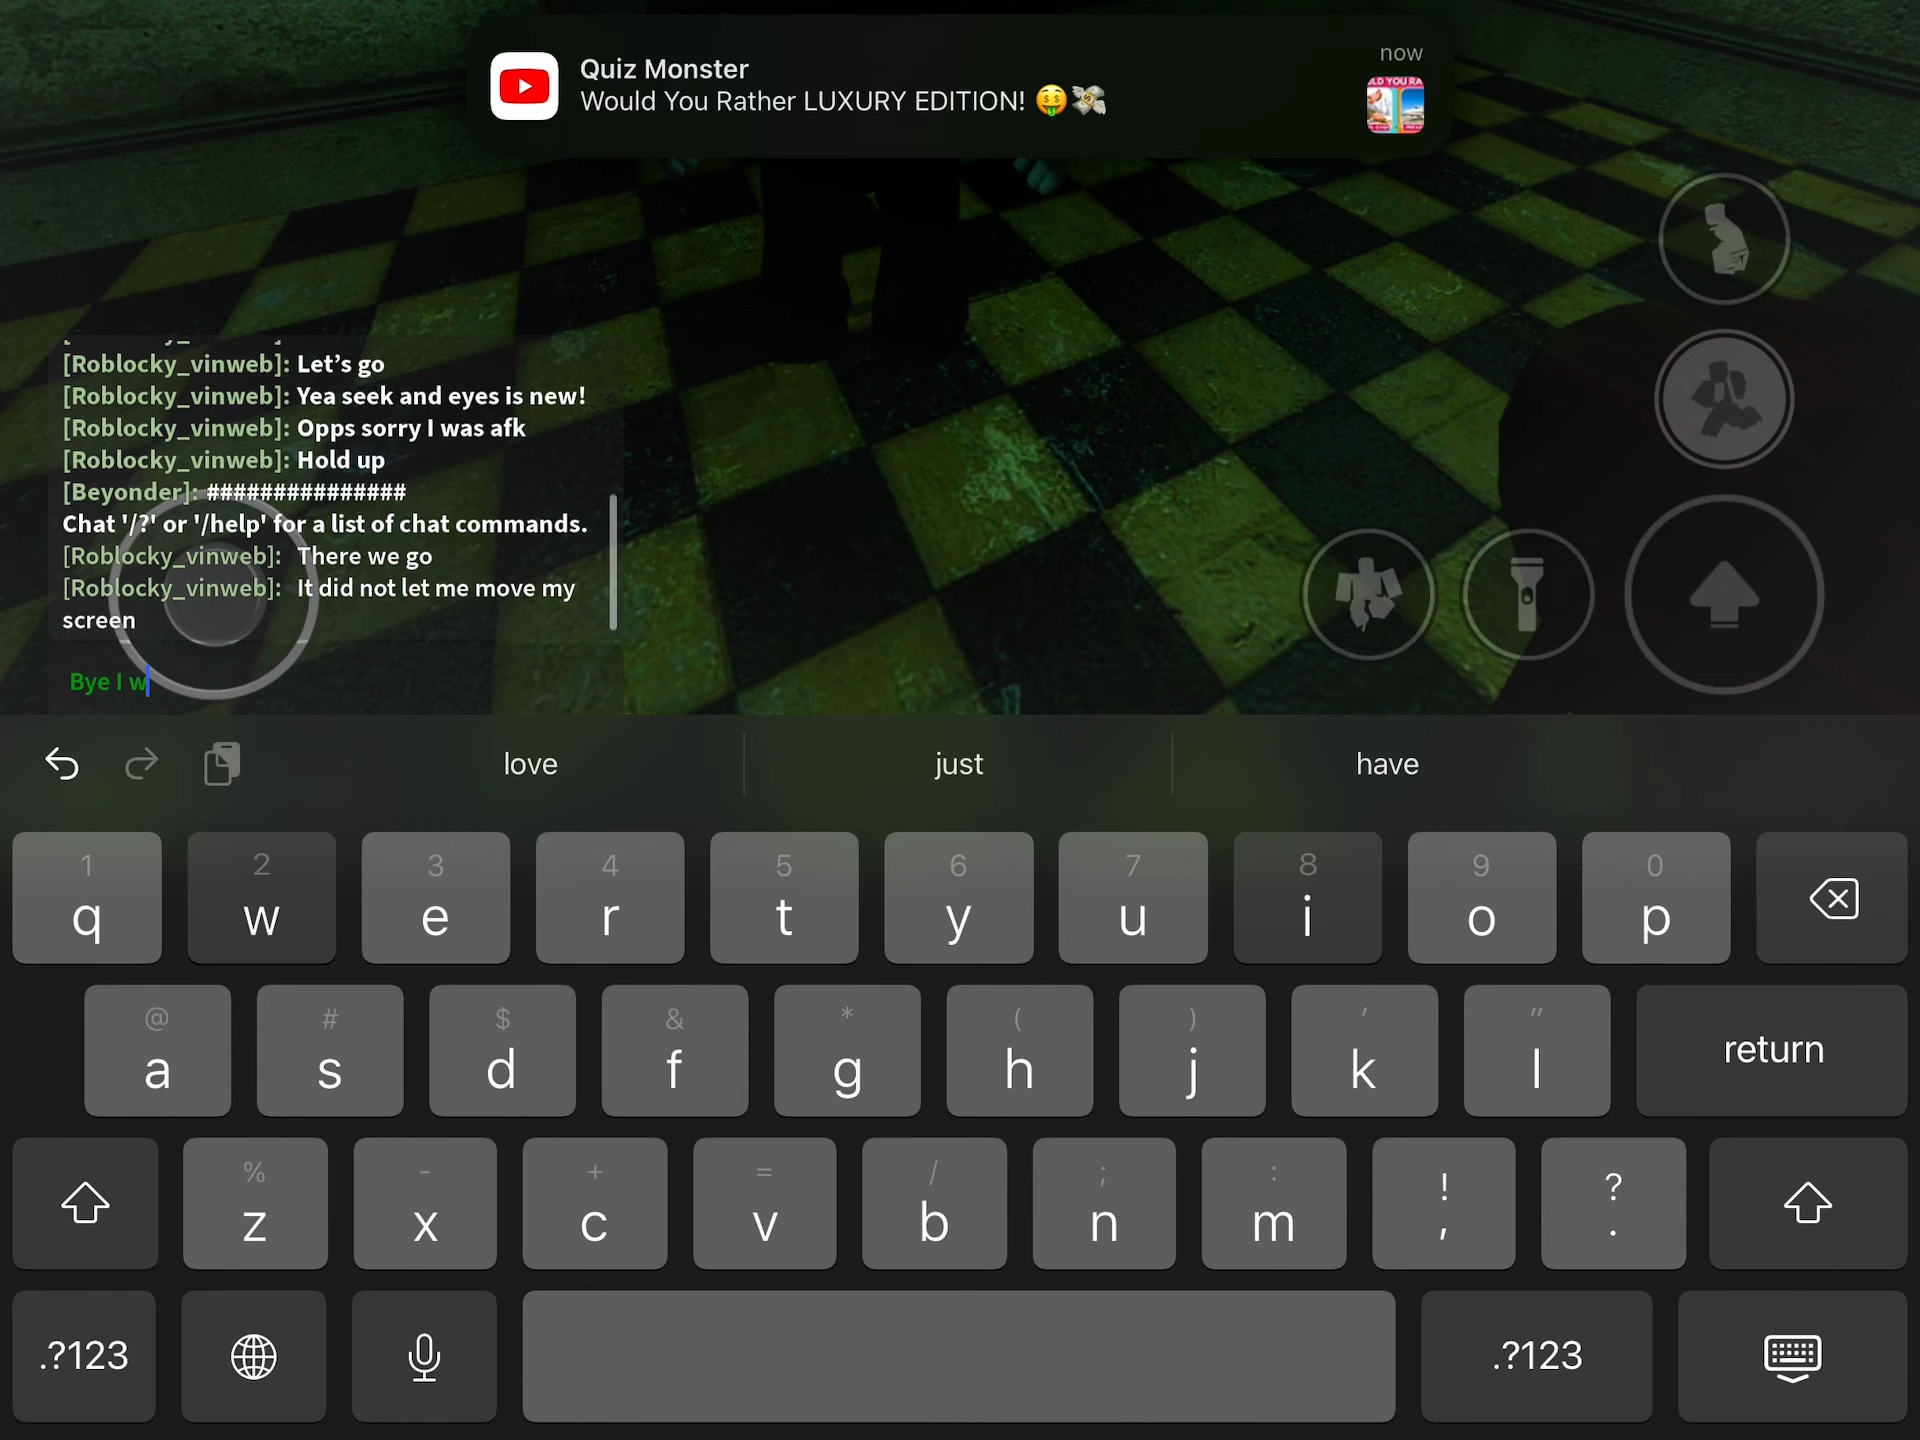 Quiz Monster
now
Would You Rather LUXURY EDITION! 🤑💸
[Roblocky_vinweb]: Let's go
[Roblocky_vinweb]: Yea seek and eyes is new!
[Roblocky_vinweb]: Opps sorry I was afk
[Roblocky_vinweb]: Hold up
[Beyonder]: ###############
Chat '/?' or '/help' for a list of chat commands.
[Roblocky_vinweb]: There we go
[Roblocky_vinweb]: It did not let me move my
screen
Bye I w
love just have
1 2 3 4 5 6 7 8 9 0
q w e r t y u i o p
@ # $ & * ( ) ' "
a s d f g h j k l return
% - + = / ; : ! ?
z x c v b n m , .
.?123 .?123